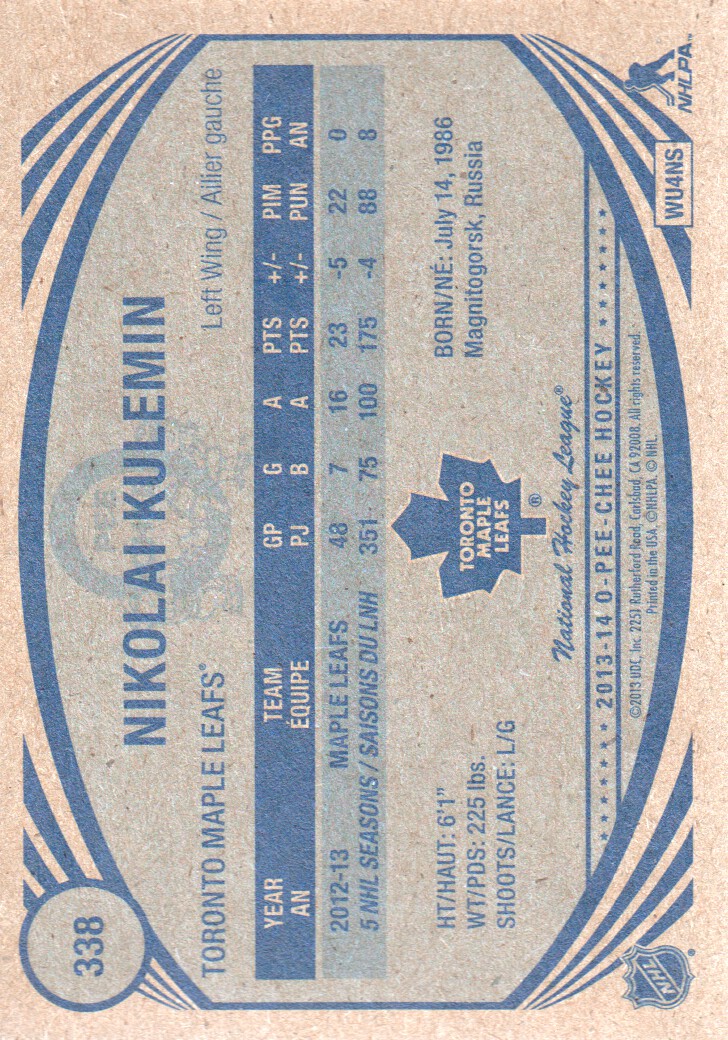 338
NIKOLAI KULEMIN
TORONTO MAPLE LEAFS® Left Wing / Ailier gauche
YEAR TEAM GP G A PTS +/- PIM PPG
AN ÉQUIPE PJ B A PTS +/- PUN AN
2012-13 MAPLE LEAFS 48 7 16 23 -5 22 0
5 NHL SEASONS / SAISONS DU LNH 351 75 100 175 -4 88 8
HT/HAUT: 6'1"
WT/PDS: 225 lbs.
SHOOTS/LANCE: L/G
TORONTO
MAPLE
LEAFS
®
BORN/NÉ: July 14, 1986
Magnitogorsk, Russia
National Hockey League®
★ ★ ★ ★ ★ ★ ★ ★ 2013-14 O-PEE-CHEE HOCKEY ★ ★ ★ ★ ★ ★ ★ ★
©2013 UDC, Inc. 2251 Rutherford Road, Carlsbad, CA 92008. All rights reserved.
Printed in the USA. ©NHLPA. © NHL.
NHL®
WU4NS
NHLPA™